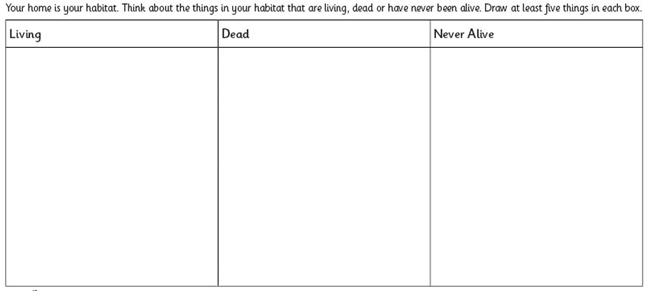 Your home is your habitat. Think about the things in your habitat that are living, dead or have never been alive. Draw at least five things in each box.
Living
Dead
Never Alive